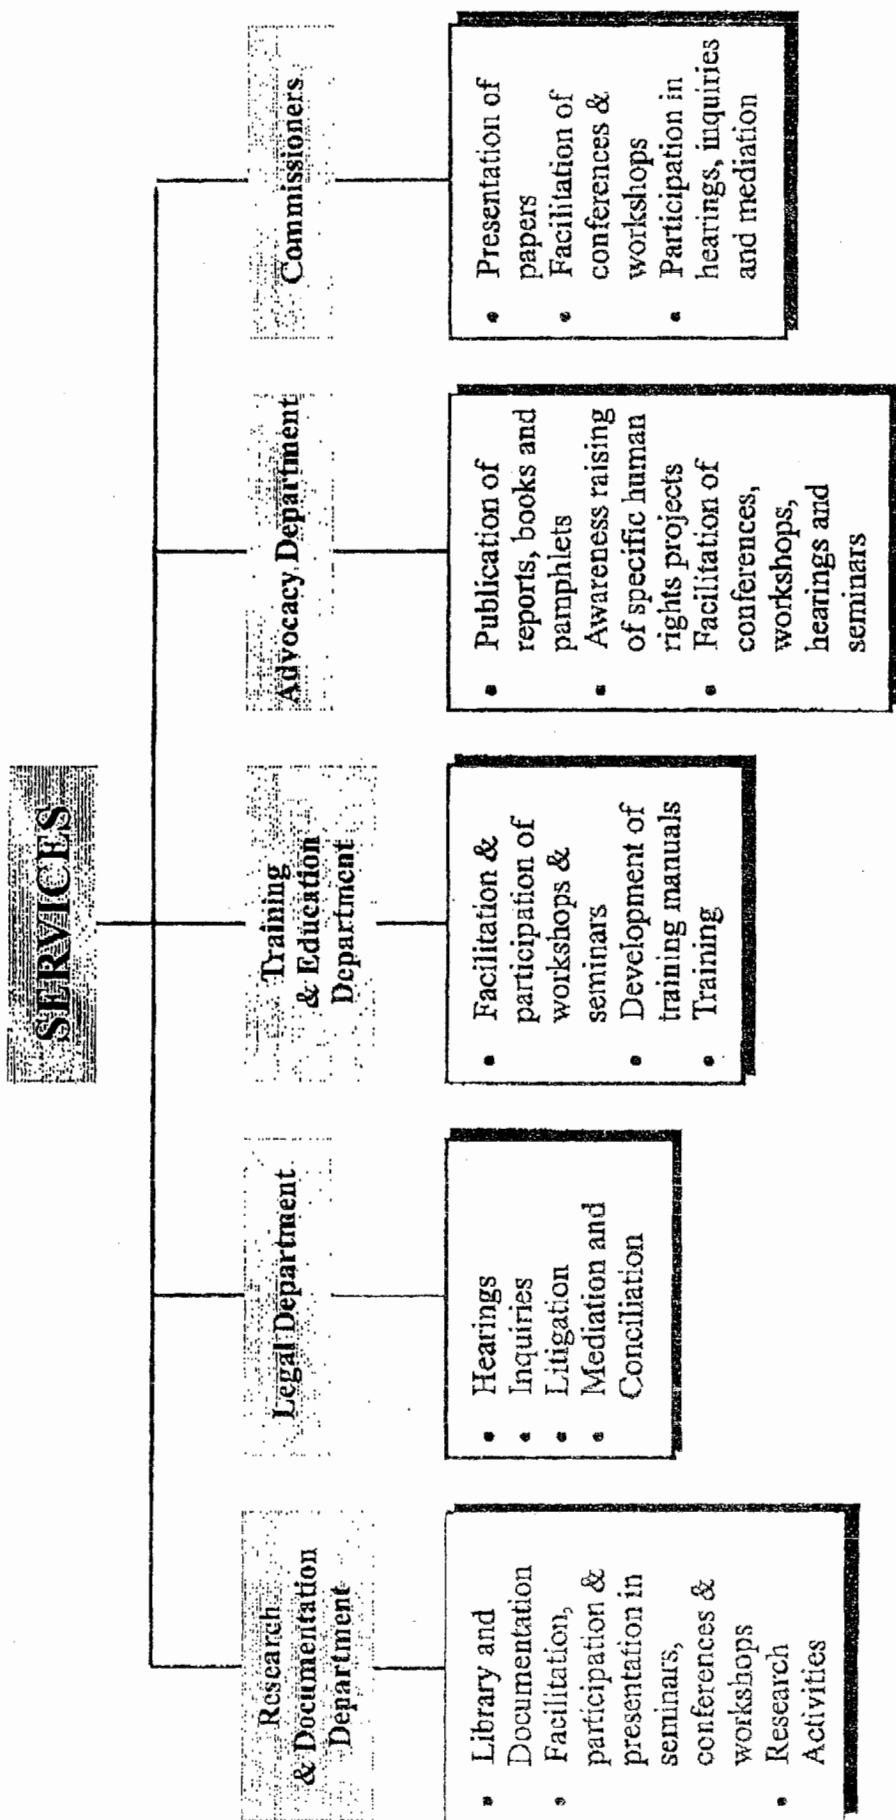 SERVICES
Research
& Documentation
Department
• Library and
Documentation
• Facilitation,
participation &
presentation in
seminars,
conferences &
workshops
• Research
Activities
Legal Department
• Hearings
• Inquiries
• Litigation
• Mediation and
Conciliation
Training
& Education
Department
• Facilitation &
participation of
workshops &
seminars
• Development of
training manuals
• Training
Advocacy Department
• Publication of
reports, books and
pamphlets
• Awareness raising
of specific human
rights projects
• Facilitation of
conferences,
workshops,
hearings and
seminars
Commissioners
• Presentation of
papers
• Facilitation of
conferences &
workshops
• Participation in
hearings, inquiries
and mediation